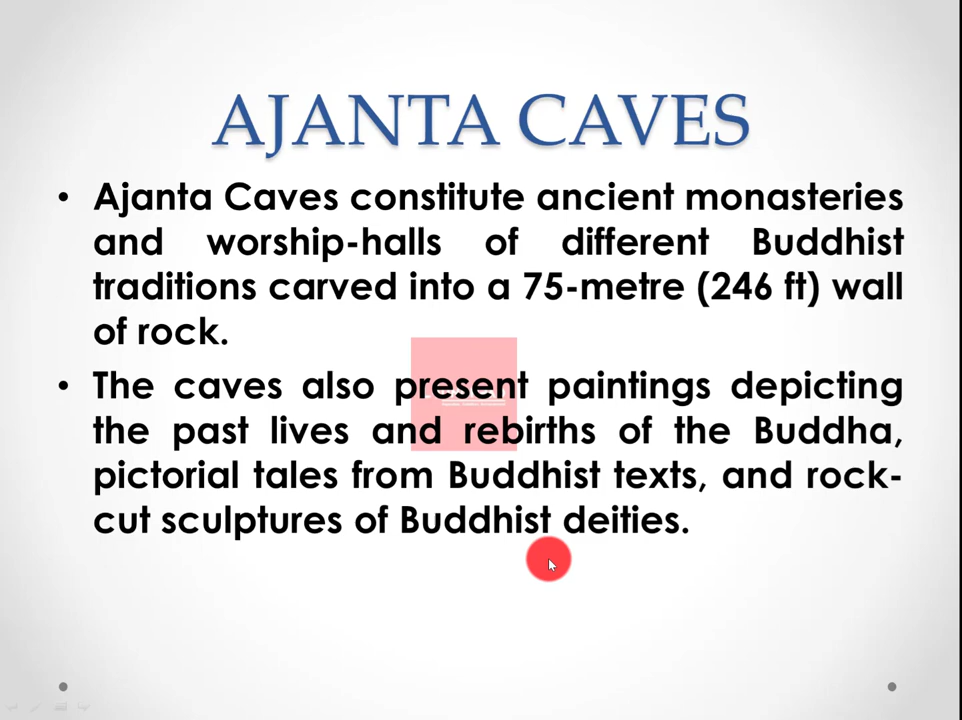 AJANTA CAVES
• Ajanta Caves constitute ancient monasteries
and worship-halls of different Buddhist
traditions carved into a 75-metre (246 ft) wall
of rock.
• The caves also present paintings depicting
the past lives and rebirths of the Buddha,
pictorial tales from Buddhist texts, and rock-
cut sculptures of Buddhist deities.